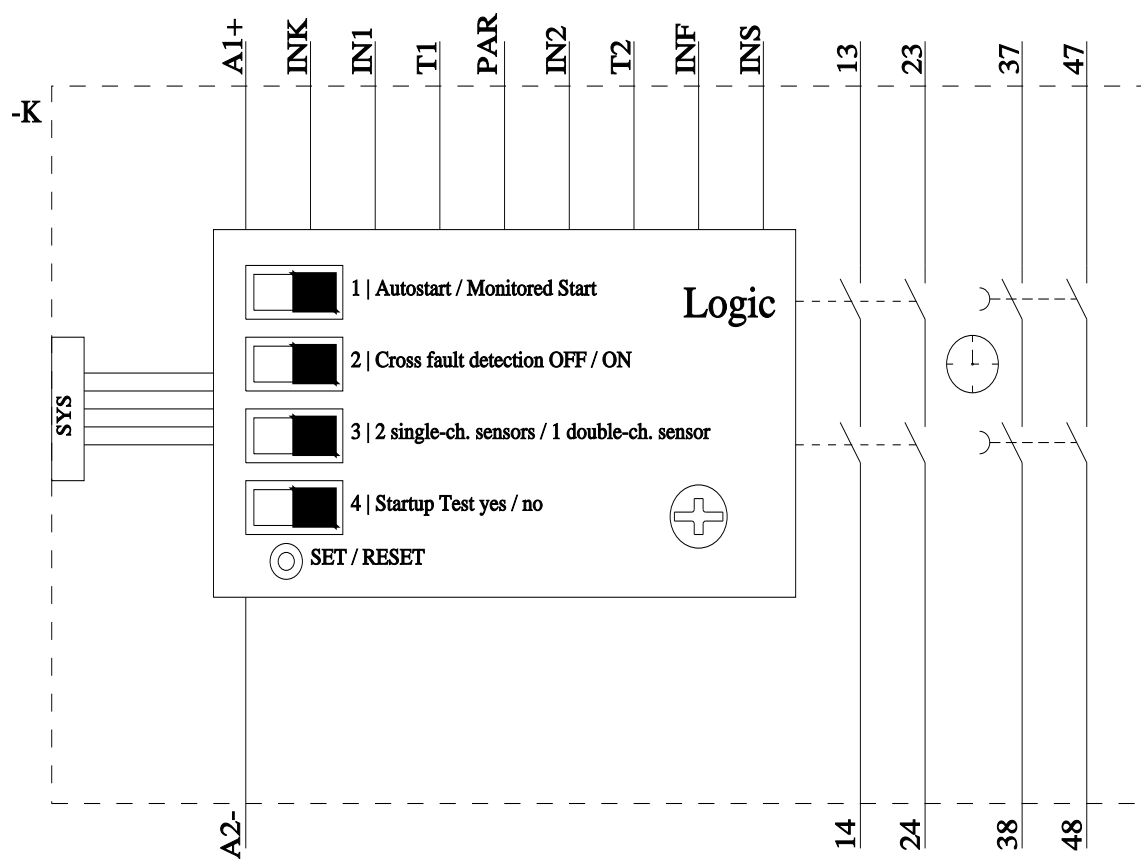 A1+
INK
IN1
T1
PAR
IN2
T2
INF
INS
13
23
37
47
-K
1 | Autostart / Monitored Start
Logic
2 | Cross fault detection OFF / ON
SYS
3 | 2 single-ch. sensors / 1 double-ch. sensor
4 | Startup Test yes / no
SET / RESET
A2-
14
24
38
48